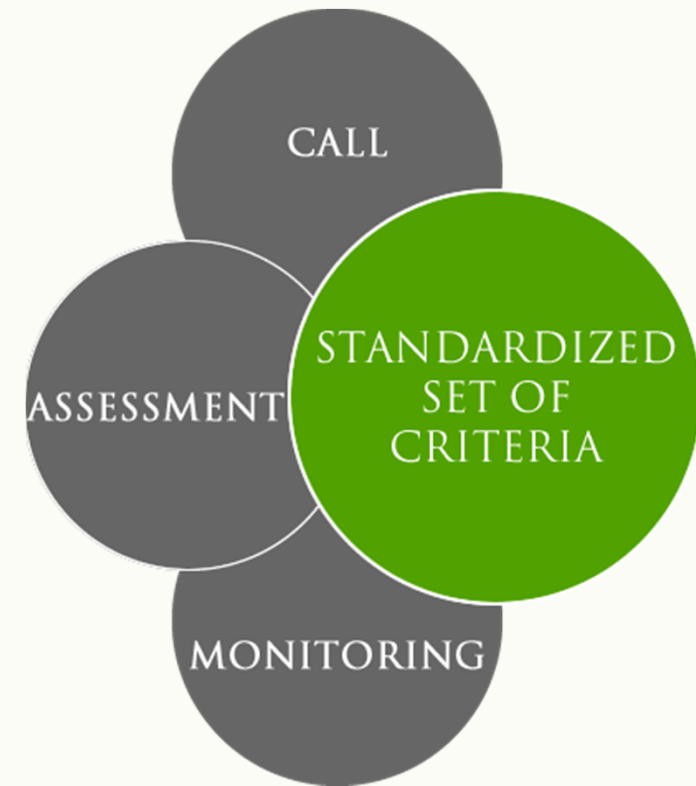 CALL
STANDARDIZED
SET OF
CRITERIA
ASSESSMENT
MONITORING